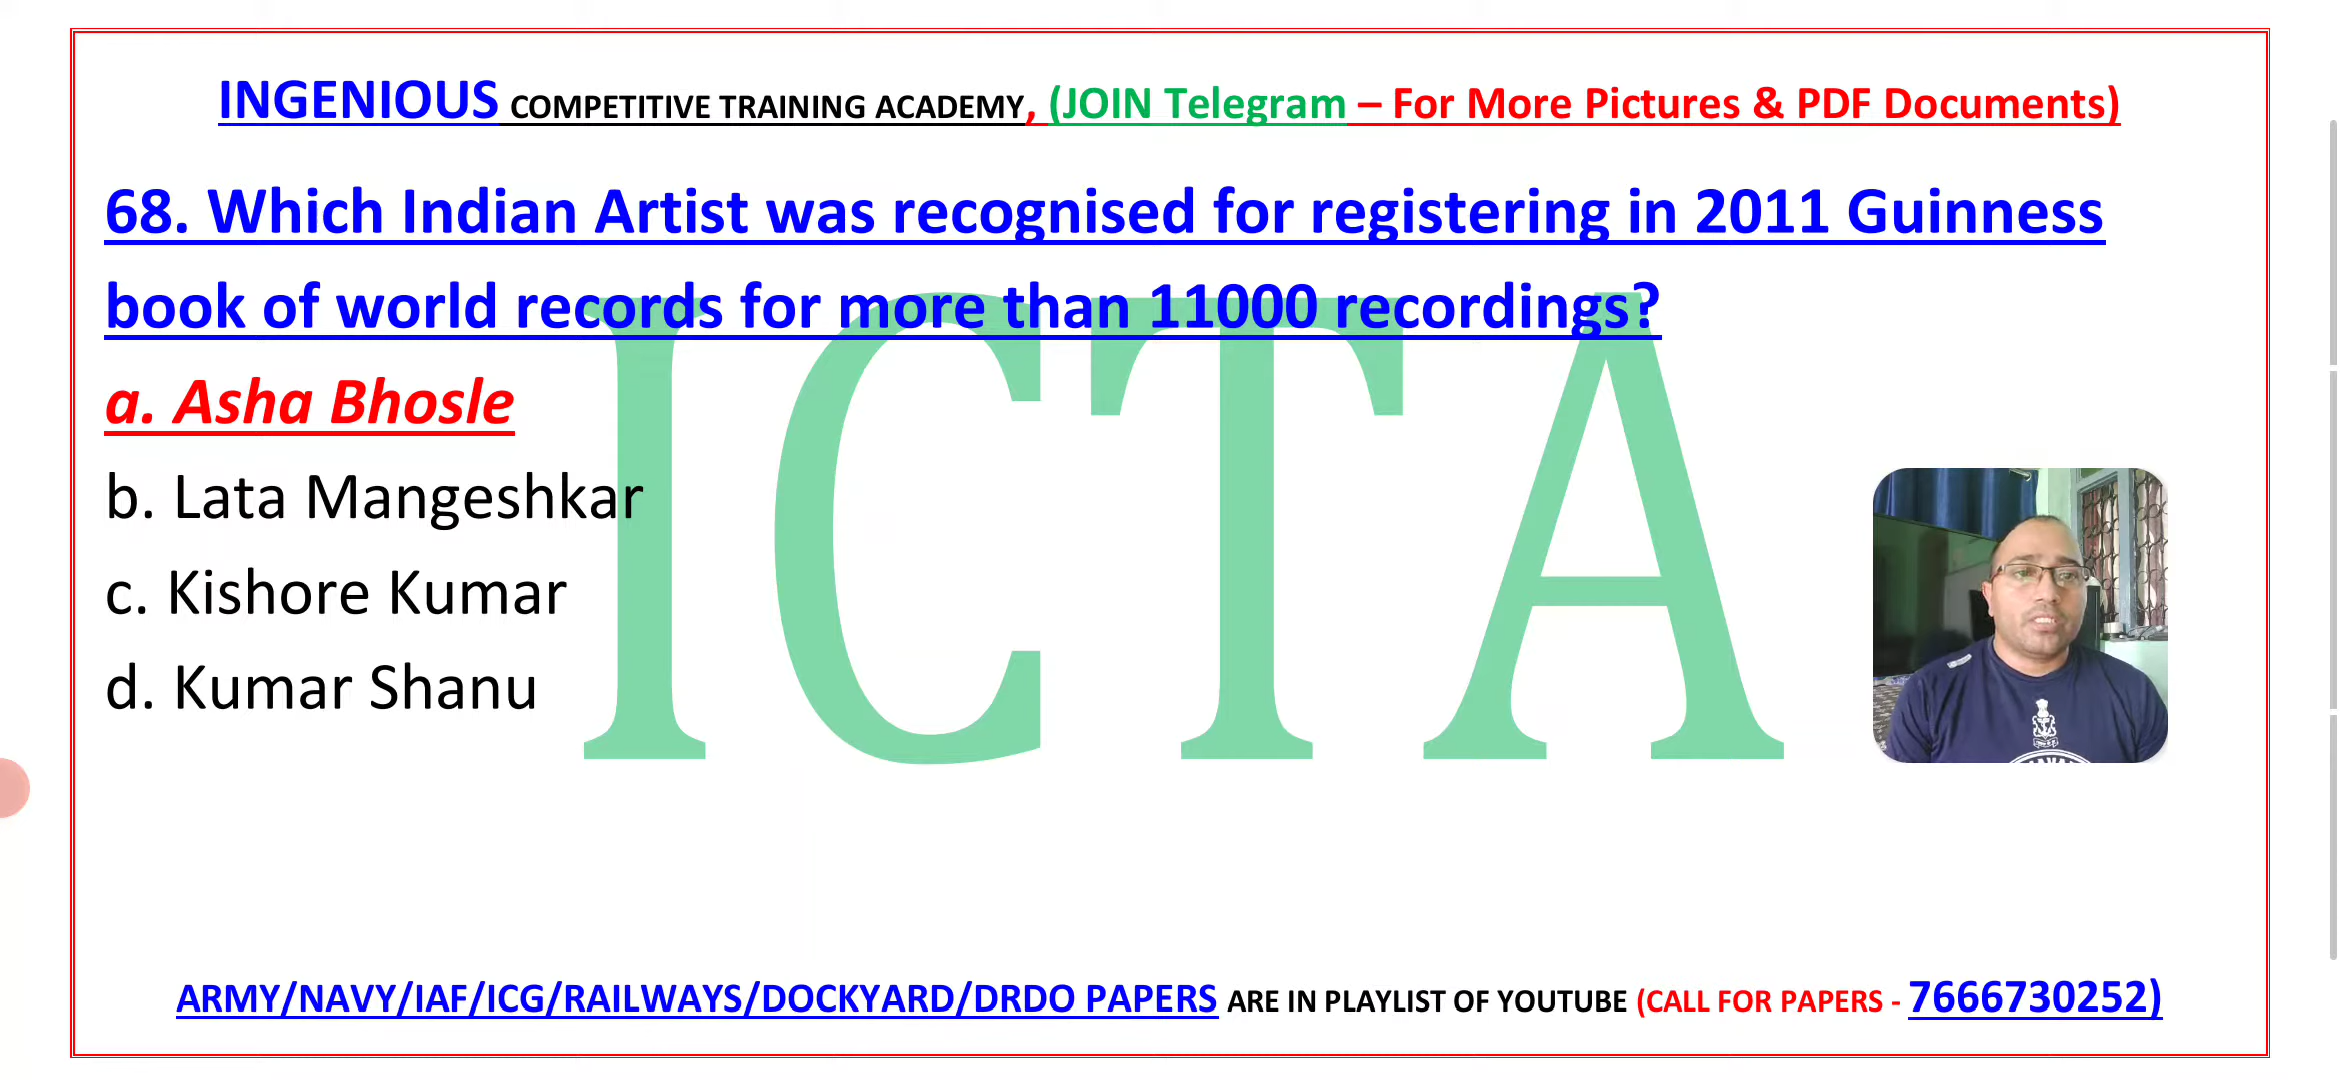 INGENIOUS COMPETITIVE TRAINING ACADEMY, (JOIN Telegram – For More Pictures & PDF Documents)
68. Which Indian Artist was recognised for registering in 2011 Guinness
book of world records for more than 11000 recordings?
a. Asha Bhosle
b. Lata Mangeshkar
c. Kishore Kumar
d. Kumar Shanu
ICTA
ARMY/NAVY/IAF/ICG/RAILWAYS/DOCKYARD/DRDO PAPERS ARE IN PLAYLIST OF YOUTUBE (CALL FOR PAPERS - 7666730252)